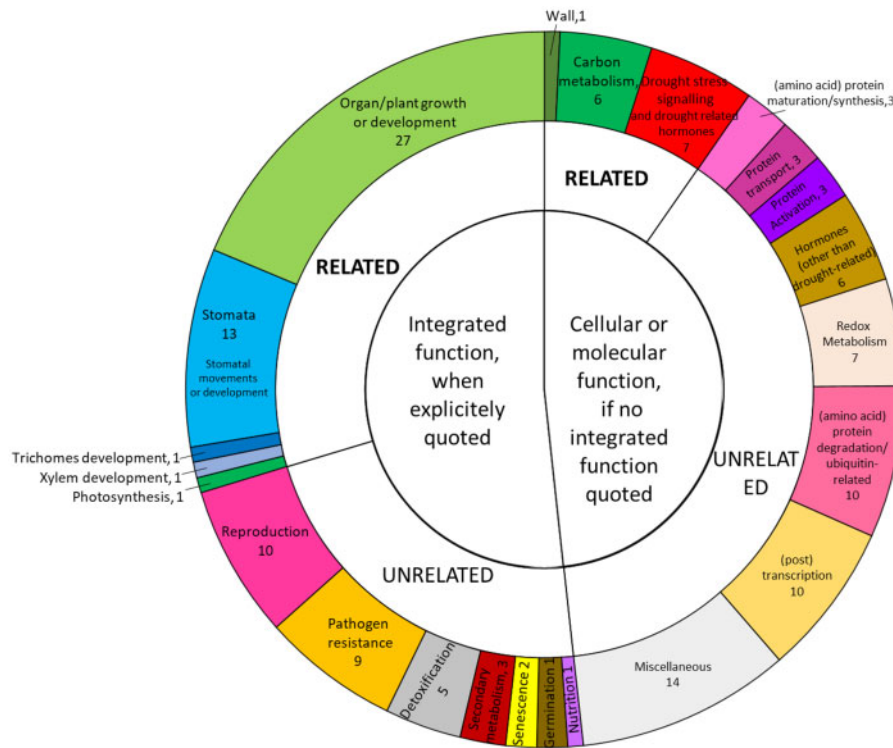 Wall,1
Carbon
metabolism,
6
Drought stress
signalling
and drought related
hormones
7
(amino acid) protein
maturation/synthesis,3
Protein
transport, 3
Protein
Activation, 3
Hormones
(other than
drought-related)
6
Redox
Metabolism
7
(amino acid)
protein
degradation/
ubiquitin-
related
10
(post)
transcription
10
Miscellaneous
14
Nutrition 1
Germination 1
Senescence 2
Secondary
metabolism, 3
Detoxification
5
Pathogen
resistance
9
Reproduction
10
Photosynthesis, 1
Xylem development, 1
Trichomes development, 1
Stomata
13
Stomatal
movements
or development
Organ/plant growth
or development
27
RELATED
RELATED
UNRELATED
UNRELAT
ED
Integrated
function,
when
explicitely
quoted
Cellular or
molecular
function,
if no
integrated
function
quoted